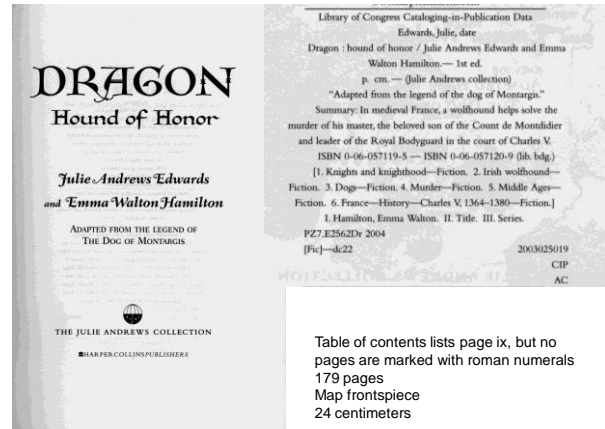 DRAGON
Hound of Honor
Julie Andrews Edwards
and Emma Walton Hamilton
ADAPTED FROM THE LEGEND OF
THE DOG OF MONTARGIS
THE JULIE ANDREWS COLLECTION
HARPERCOLLINSPUBLISHERS
Library of Congress Cataloging-in-Publication Data
Edwards, Julie, date
Dragon : hound of honor / Julie Andrews Edwards and Emma
Walton Hamilton.— 1st ed.
p. cm. — (Julie Andrews collection)
"Adapted from the legend of the dog of Montargis."
Summary: In medieval France, a wolfhound helps solve the
murder of his master, the beloved son of the Count de Montdidier
and leader of the Royal Bodyguard in the court of Charles V.
ISBN 0-06-057119-5 — ISBN 0-06-057120-9 (lib. bdg.)
[1. Knights and knighthood—Fiction. 2. Irish wolfhound—
Fiction. 3. Dogs—Fiction. 4. Murder—Fiction. 5. Middle Ages—
Fiction. 6. France—History—Charles V, 1364–1380—Fiction.]
I. Hamilton, Emma Walton. II. Title. III. Series.
PZ7.E2562Dr 2004
[Fic]—dc22 2003025019
CIP
AC
Table of contents lists page ix, but no
pages are marked with roman numerals
179 pages
Map frontspiece
24 centimeters